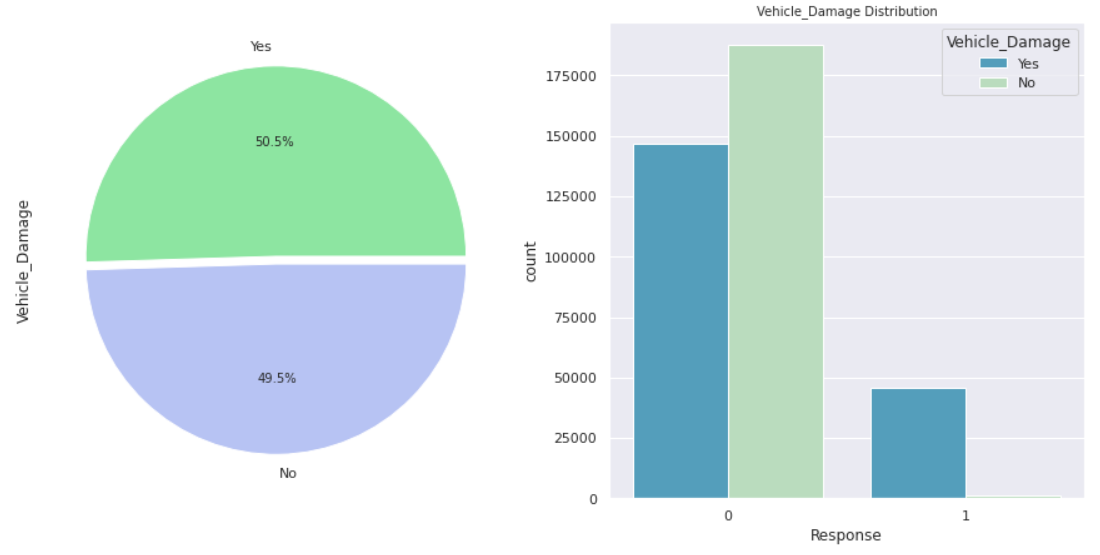 Yes
50.5%
Vehicle_Damage
49.5%
No
Vehicle_Damage Distribution
Vehicle_Damage
Yes
No
175000
150000
125000
100000
75000
50000
25000
0
count
0
1
Response